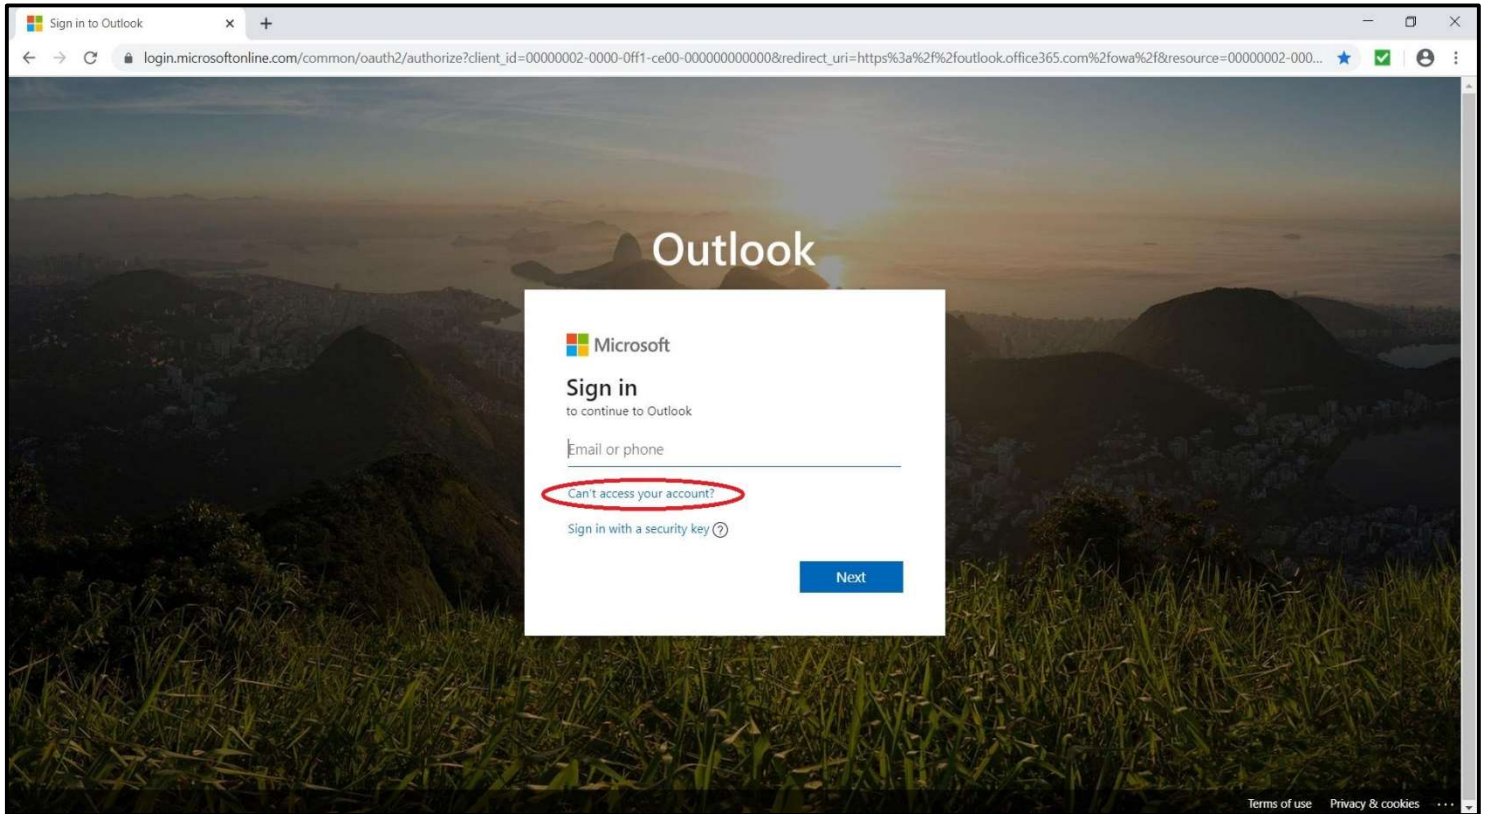 Sign in to Outlook
login.microsoftonline.com/common/oauth2/authorize?client_id=00000002-0000-0ff1-ce00-000000000000&redirect_uri=https%3a%2f%2foutlook.office365.com%2fowa%2f&resource=00000002-000...
Outlook
Microsoft
Sign in
to continue to Outlook
Email or phone
Can't access your account?
Sign in with a security key
Next
Terms of use Privacy & cookies ...